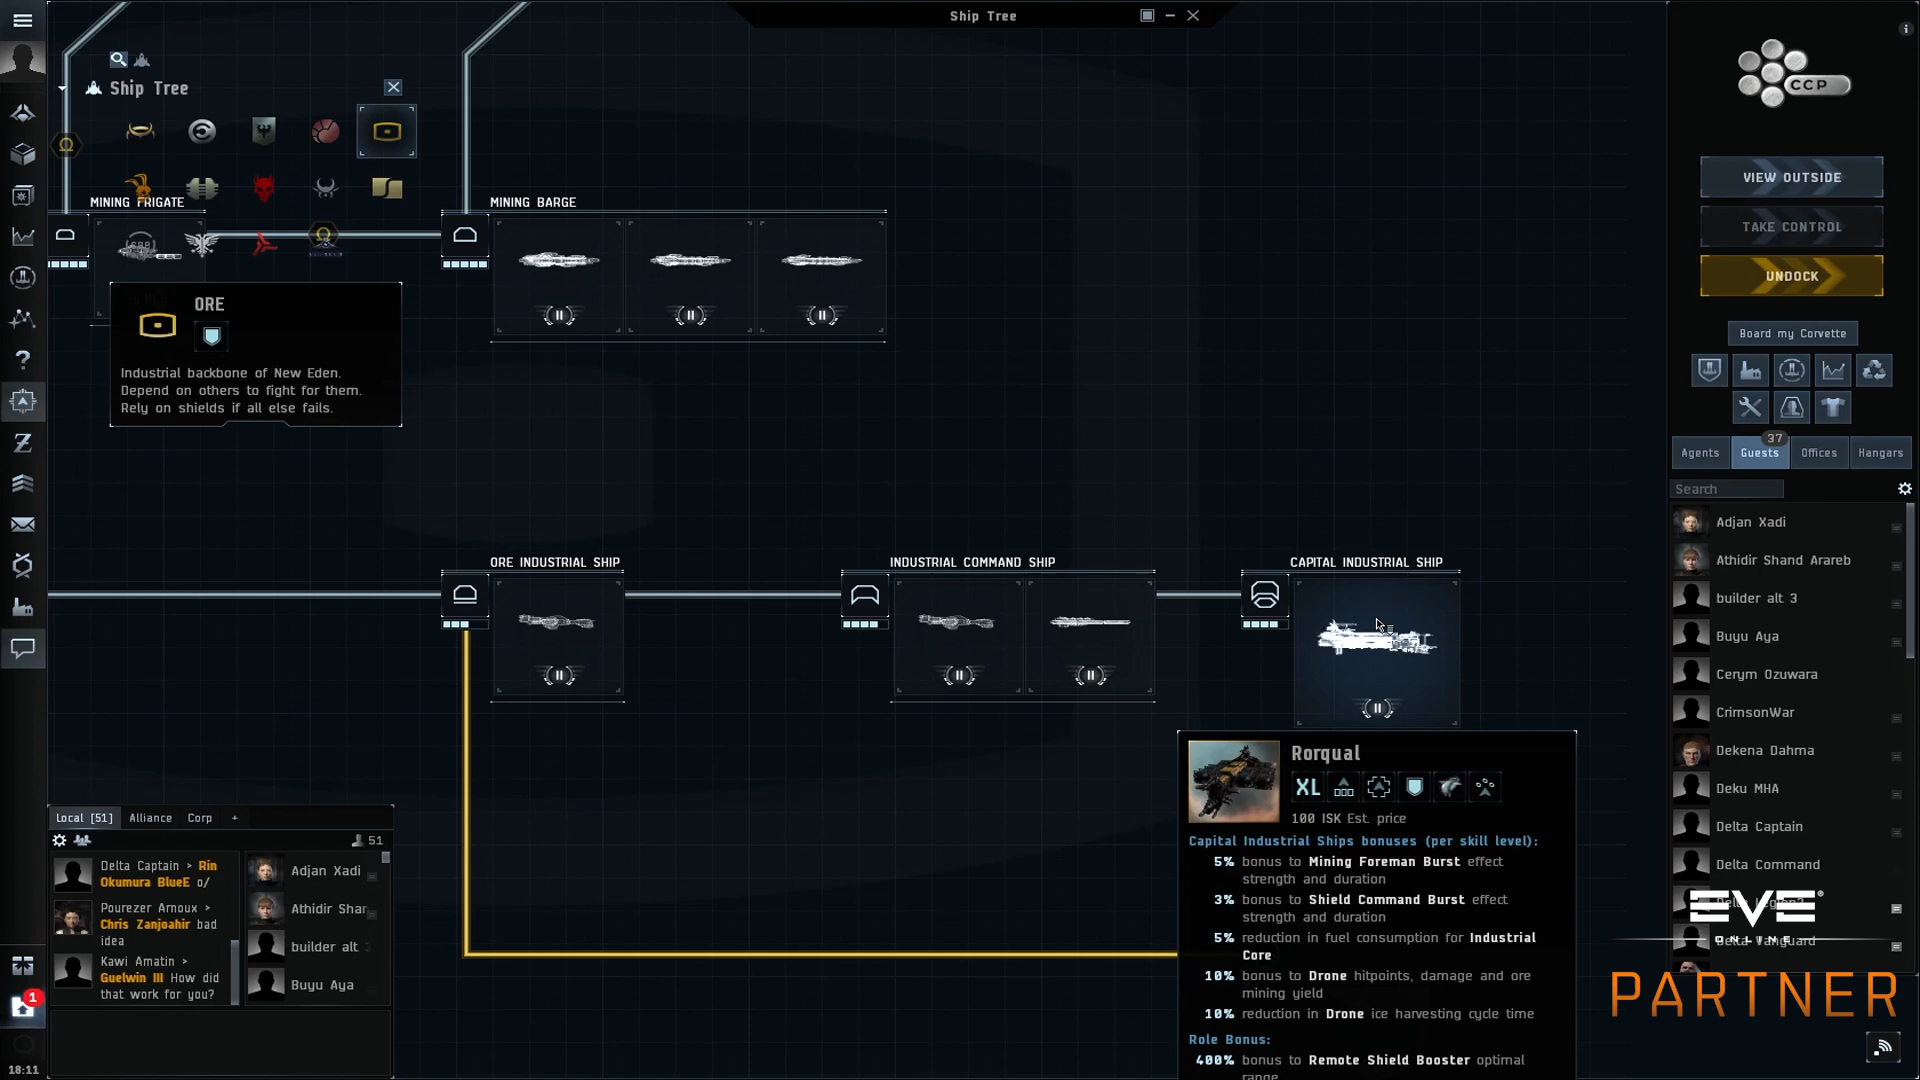 Ship Tree
Ship Tree
MINING FRIGATE
MINING BARGE
ORE
Industrial backbone of New Eden.
Depend on others to fight for them.
Rely on shields if all else fails.
ORE INDUSTRIAL SHIP
INDUSTRIAL COMMAND SHIP
CAPITAL INDUSTRIAL SHIP
Rorqual
XL
100 ISK Est. price
Capital Industrial Ships bonuses (per skill level):
5% bonus to Mining Foreman Burst effect
strength and duration
3% bonus to Shield Command Burst effect
strength and duration
5% reduction in fuel consumption for Industrial
Core
10% bonus to Drone hitpoints, damage and ore
mining yield
10% reduction in Drone ice harvesting cycle time
Role Bonus:
400% bonus to Remote Shield Booster optimal
range
Local [51]
Alliance
Corp
+
51
Delta Captain > Rin
Okumura BlueE o/
Pourezer Arnoux >
Chris Zanjoahir bad
idea
Kawi Amatin >
Guelwin III How did
that work for you?
Adjan Xadi
Athidir Shar
builder alt 3
Buyu Aya
1
18:11
CCP
VIEW OUTSIDE
TAKE CONTROL
UNDOCK
Board my Corvette
37
Agents
Guests
Offices
Hangars
Search
Adjan Xadi
Athidir Shand Arareb
builder alt 3
Buyu Aya
Cerym Ozuwara
CrimsonWar
Dekena Dahma
Deku MHA
Delta Captain
Delta Command
Delta Vanguard
EVE
ONLINE
PARTNER